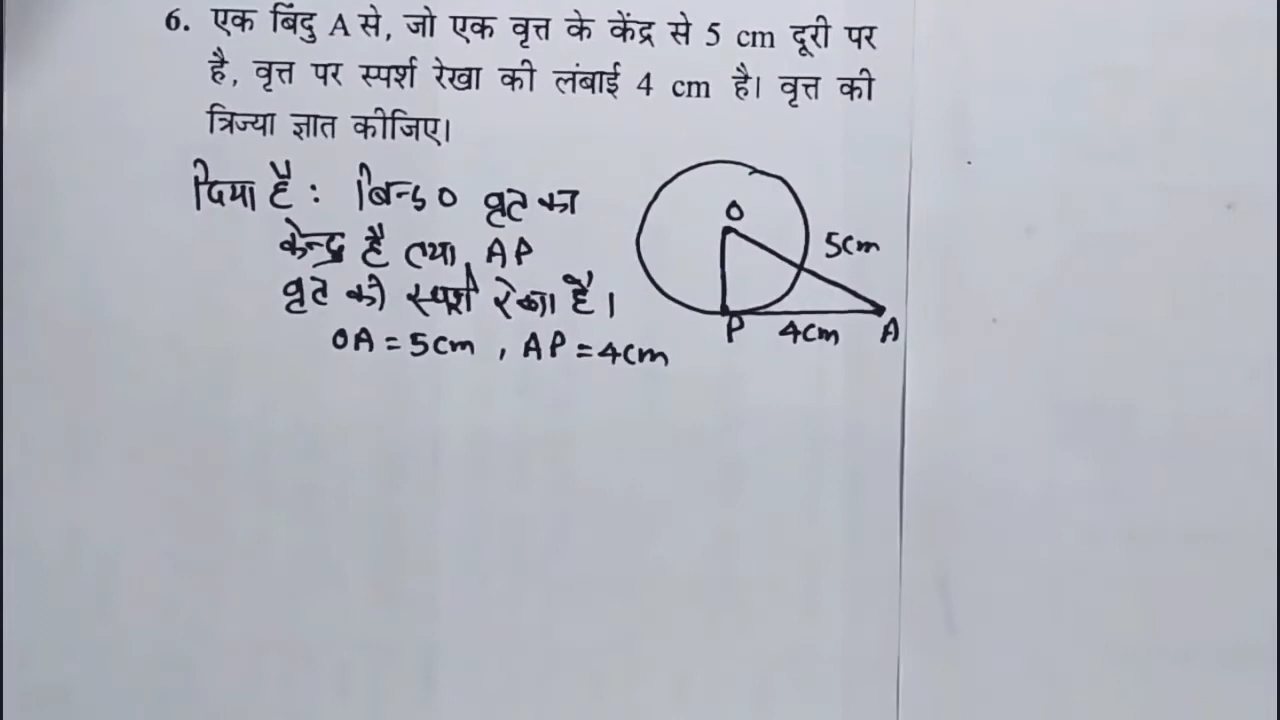 6. एक बिंदु A से, जो एक वृत्त के केंद्र से 5 cm दूरी पर
है, वृत्त पर स्पर्श रेखा की लंबाई 4 cm है। वृत्त की
त्रिज्या ज्ञात कीजिए।
दिया है : बिन्दु O वृत का
केन्द्र है तथा AP
वृत की स्पर्श रेखा है।
OA = 5cm , AP = 4cm
O
5cm
P 4cm A